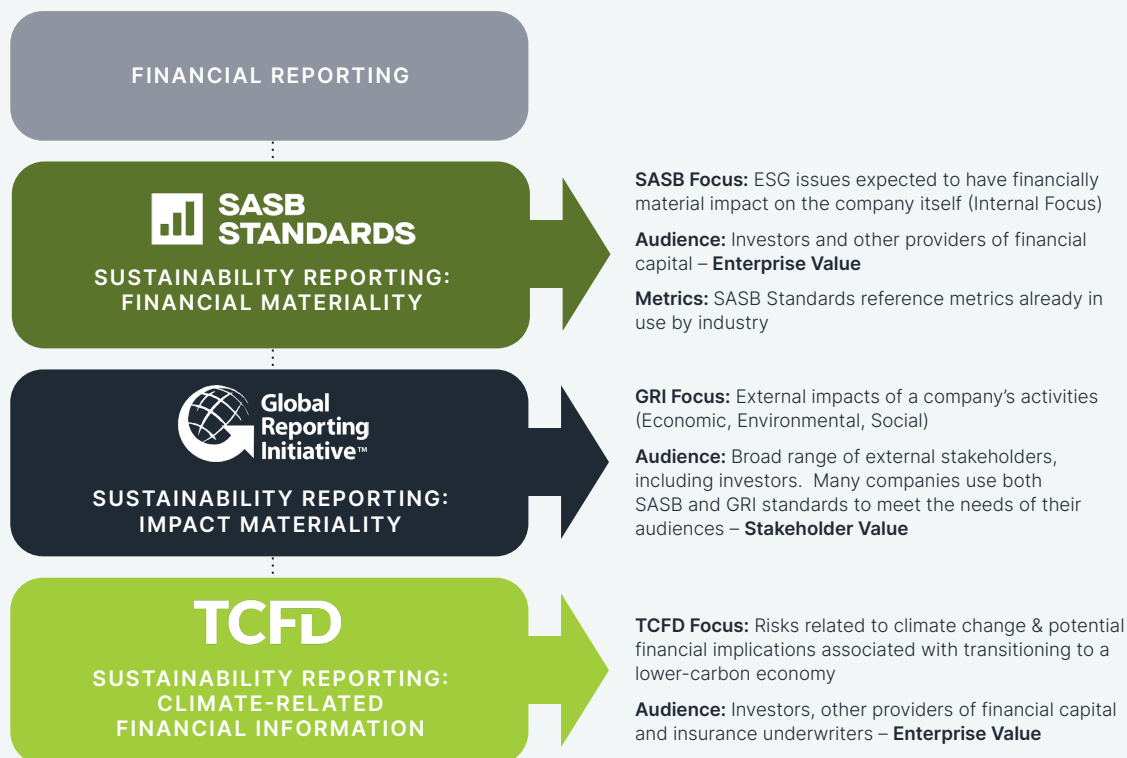 FINANCIAL REPORTING
SASB
STANDARDS
SUSTAINABILITY REPORTING:
FINANCIAL MATERIALITY
SASB Focus: ESG issues expected to have financially
material impact on the company itself (Internal Focus)
Audience: Investors and other providers of financial
capital – Enterprise Value
Metrics: SASB Standards reference metrics already in
use by industry
Global
Reporting
Initiative™
SUSTAINABILITY REPORTING:
IMPACT MATERIALITY
GRI Focus: External impacts of a company’s activities
(Economic, Environmental, Social)
Audience: Broad range of external stakeholders,
including investors.  Many companies use both
SASB and GRI standards to meet the needs of their
audiences – Stakeholder Value
TCFD
SUSTAINABILITY REPORTING:
CLIMATE-RELATED
FINANCIAL INFORMATION
TCFD Focus: Risks related to climate change & potential
financial implications associated with transitioning to a
lower-carbon economy
Audience: Investors, other providers of financial capital
and insurance underwriters – Enterprise Value